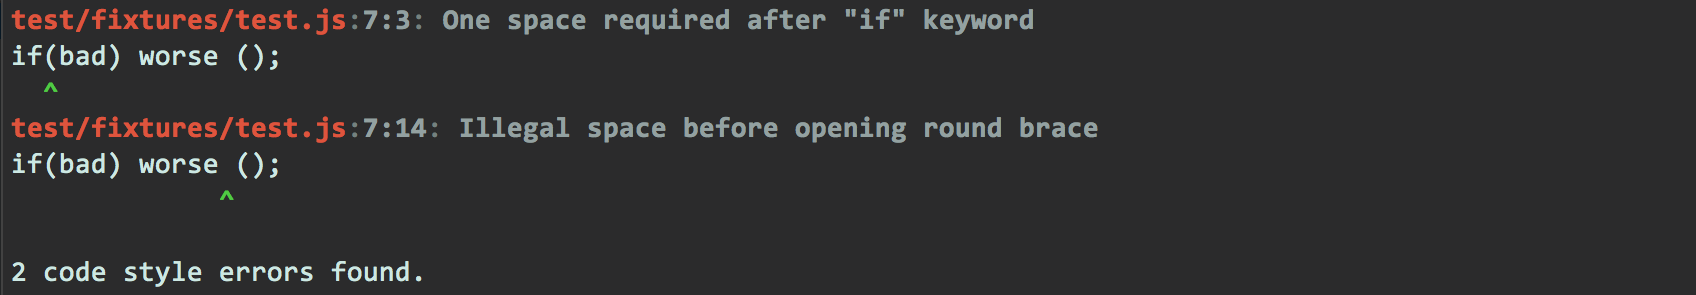 test/fixtures/test.js:7:3: One space required after "if" keyword
if(bad) worse ();
  ^
test/fixtures/test.js:7:14: Illegal space before opening round brace
if(bad) worse ();
             ^
2 code style errors found.